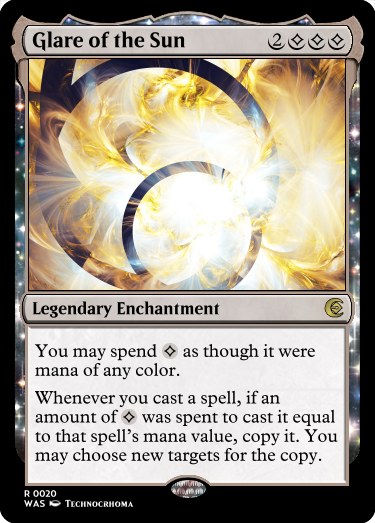 Glare of the Sun 2◇◇◇
Legendary Enchantment
You may spend ◇ as though it were
mana of any color.
Whenever you cast a spell, if an
amount of ◇ was spent to cast it equal
to that spell's mana value, copy it. You
may choose new targets for the copy.
R 0020
WAS Technocrhoma